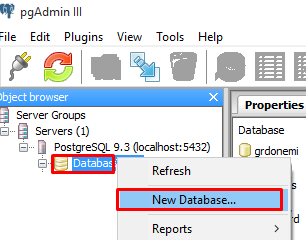 pgAdmin III
File Edit Plugins View Tools Help
Object browser
Server Groups
Servers (1)
PostgreSQL 9.3 (localhost:5432)
Databas
Refresh
New Database...
Reports
Properties
Database
grdonemi